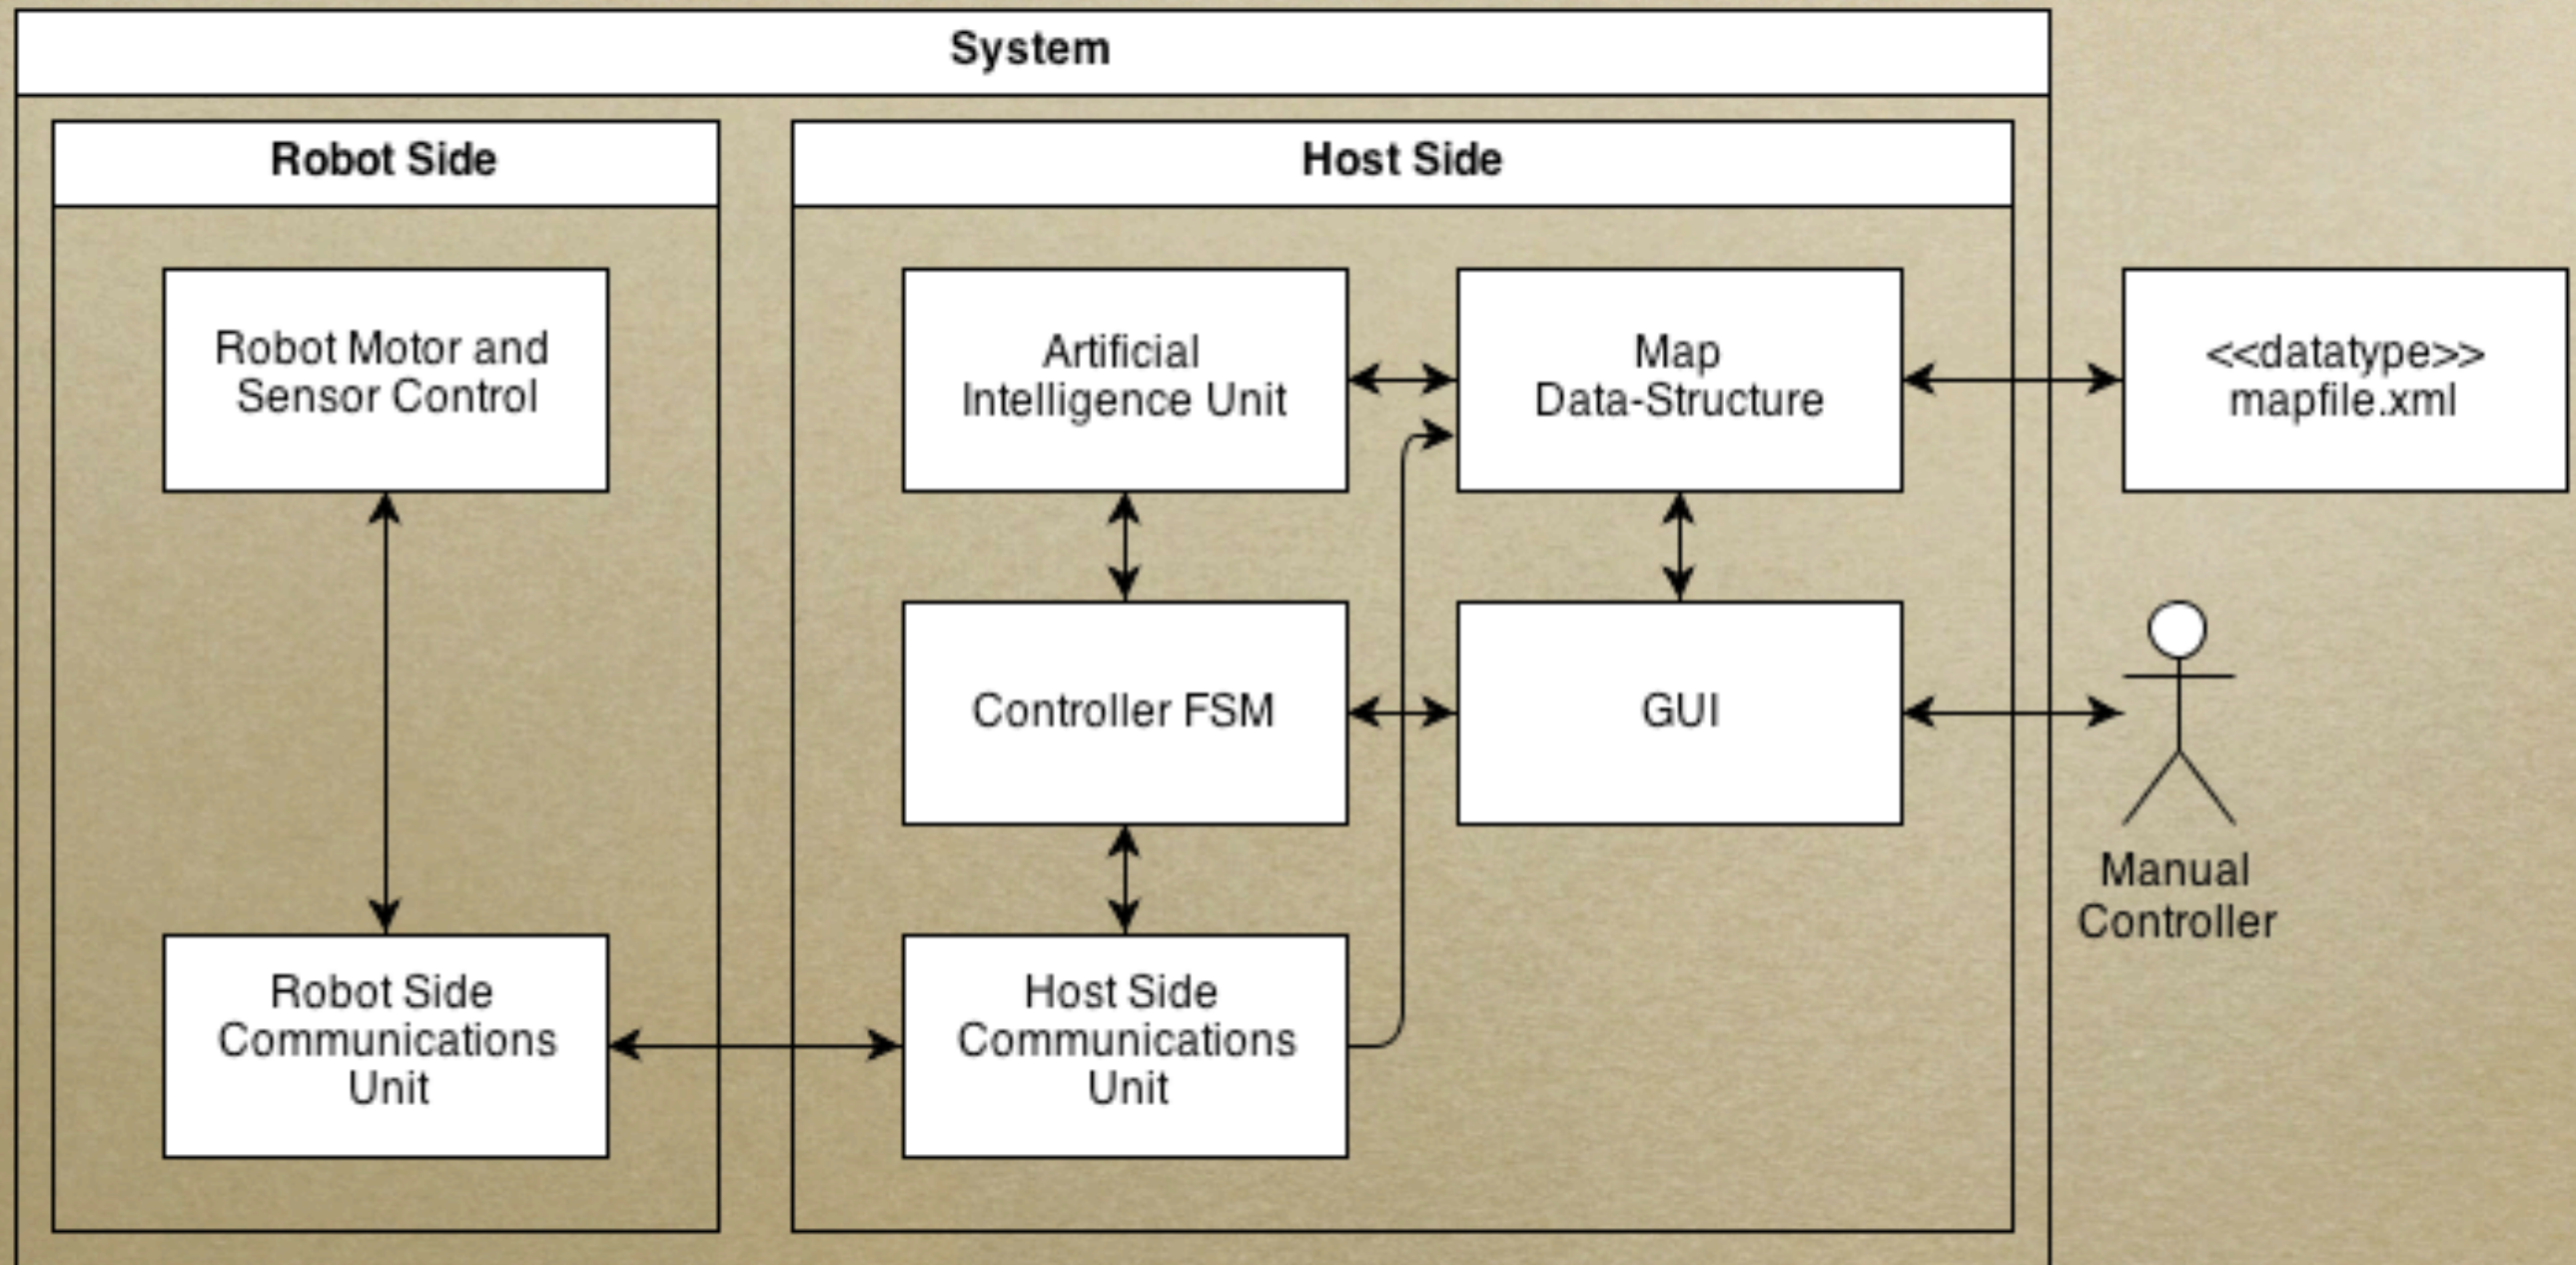 System
Robot Side
Host Side
Robot Motor and
Sensor Control
Artificial
Intelligence Unit
Map
Data-Structure
<<datatype>>
mapfile.xml
Controller FSM
GUI
Manual
Controller
Robot Side
Communications
Unit
Host Side
Communications
Unit